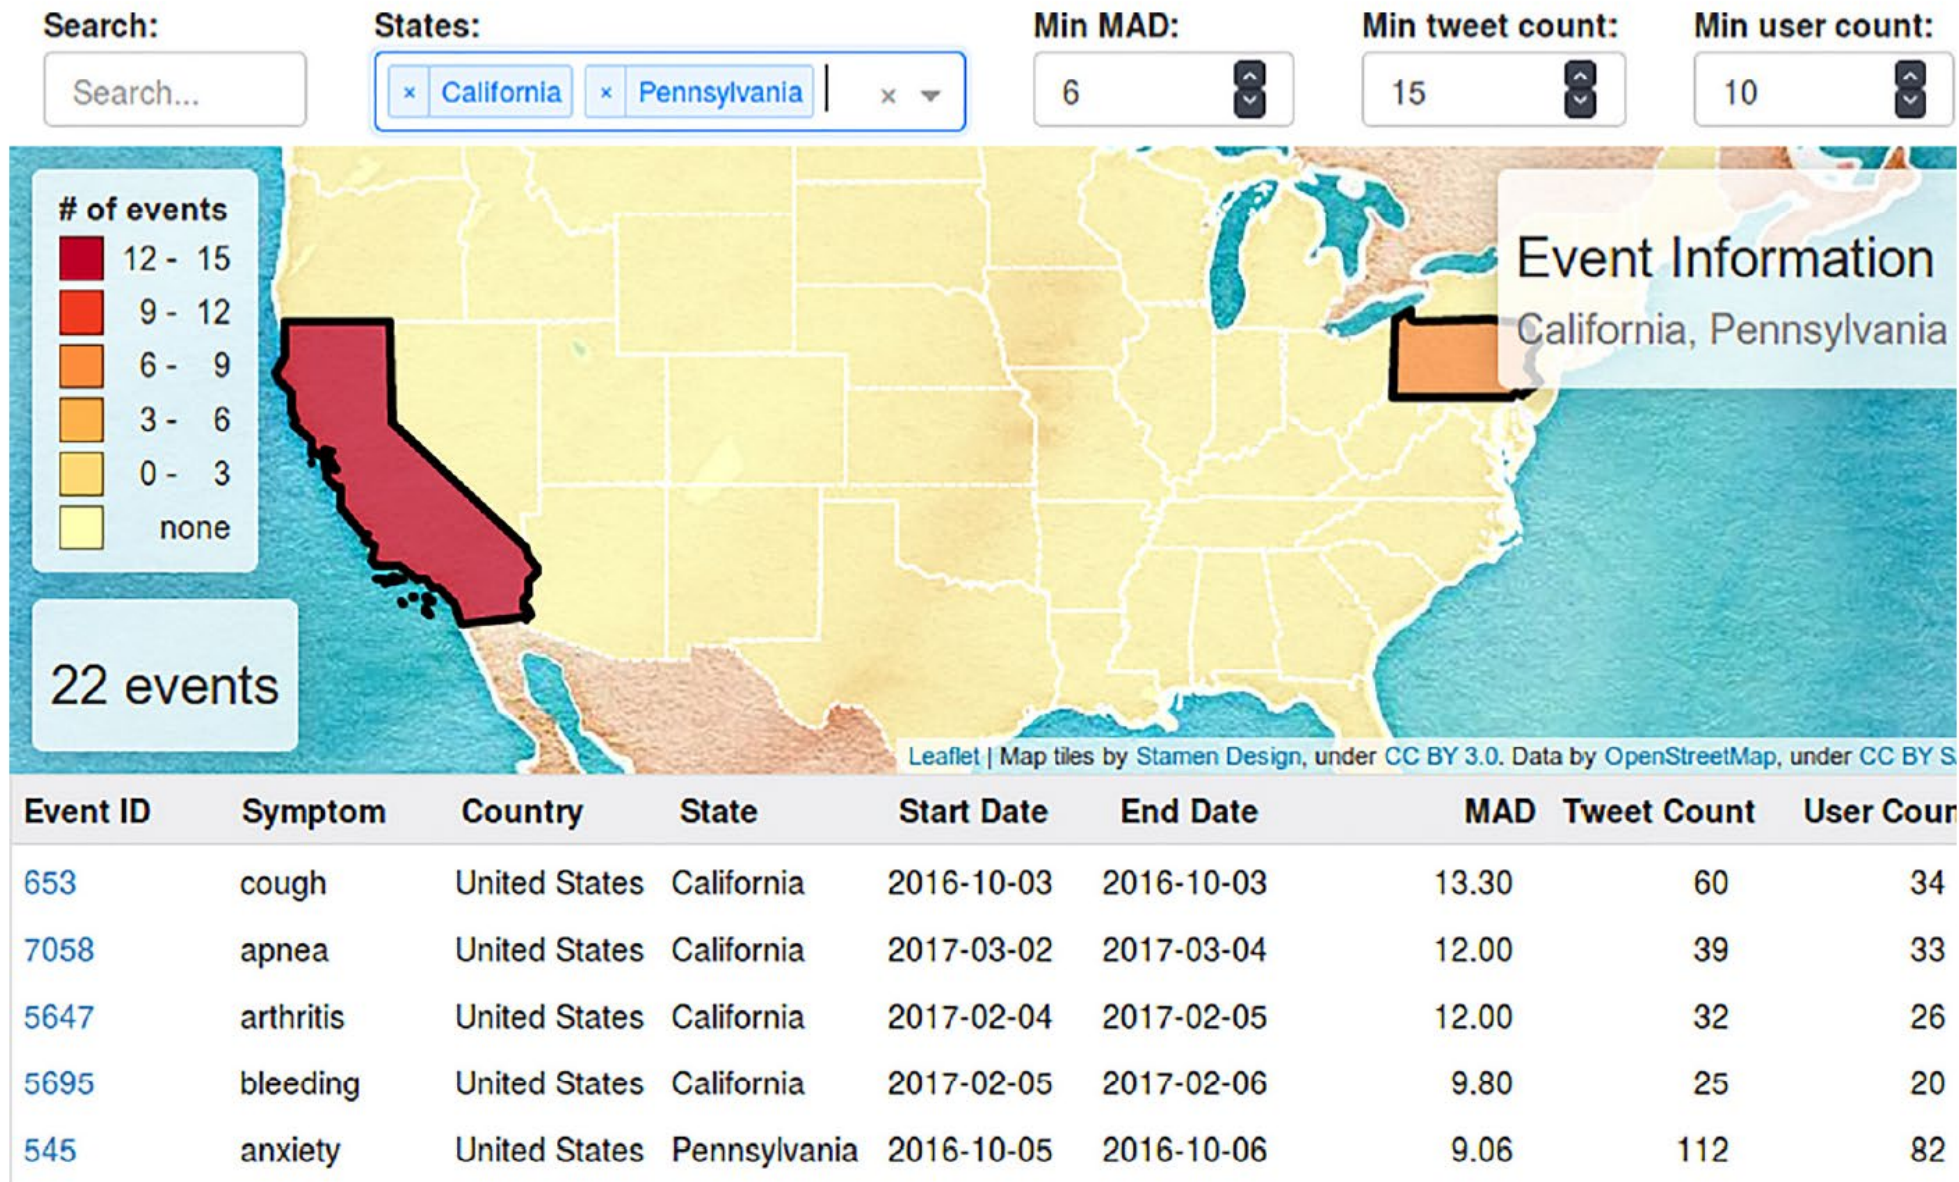 Search: States: Min MAD: Min tweet count: Min user count:
Search... × California × Pennsylvania × 6 15 10
# of events
12 - 15
9 - 12
6 - 9
3 - 6
0 - 3
none
Event Information
California, Pennsylvania
22 events
Leaflet | Map tiles by Stamen Design, under CC BY 3.0. Data by OpenStreetMap, under CC BY S
Event ID Symptom Country State Start Date End Date MAD Tweet Count User Coun
653 cough United States California 2016-10-03 2016-10-03 13.30 60 34
7058 apnea United States California 2017-03-02 2017-03-04 12.00 39 33
5647 arthritis United States California 2017-02-04 2017-02-05 12.00 32 26
5695 bleeding United States California 2017-02-05 2017-02-06 9.80 25 20
545 anxiety United States Pennsylvania 2016-10-05 2016-10-06 9.06 112 82